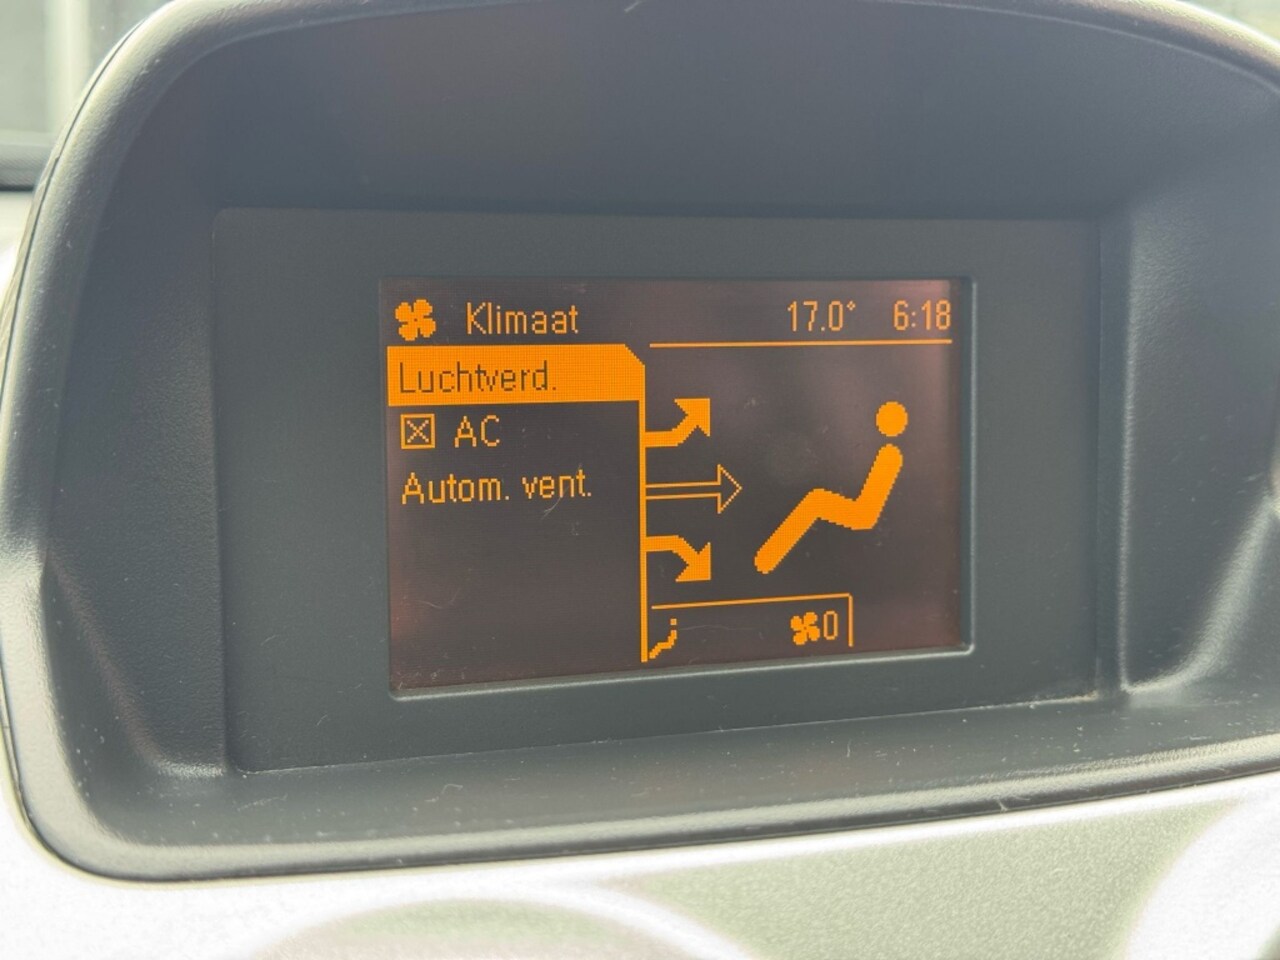 Klimaat 17.0° 6:18
Luchtverd.
AC
Autom. vent.
0